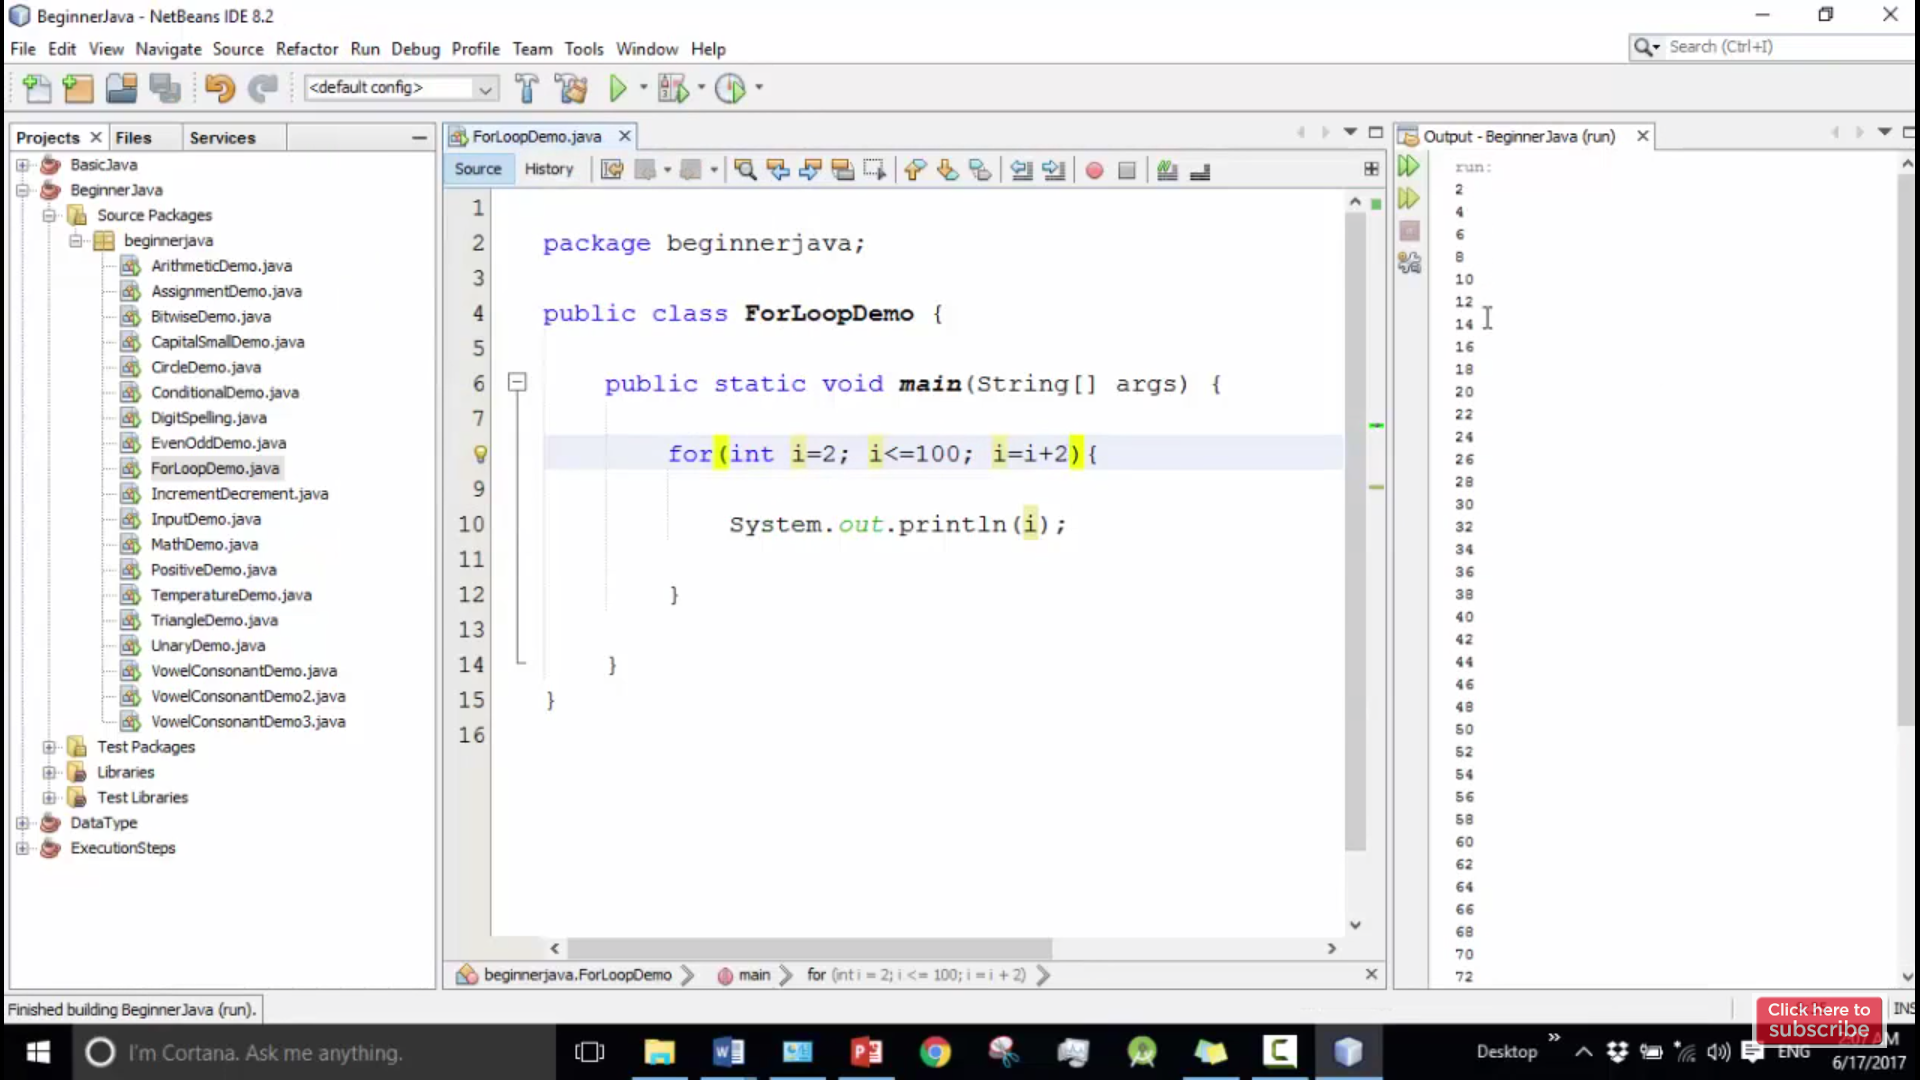 BeginnerJava - NetBeans IDE 8.2
File Edit View Navigate Source Refactor Run Debug Profile Team Tools Window Help
Search (Ctrl+I)
<default config>
Projects Files Services
BasicJava
BeginnerJava
Source Packages
beginnerjava
ArithmeticDemo.java
AssignmentDemo.java
BitwiseDemo.java
CapitalSmallDemo.java
CircleDemo.java
ConditionalDemo.java
DigitSpelling.java
EvenOddDemo.java
ForLoopDemo.java
IncrementDecrement.java
InputDemo.java
MathDemo.java
PositiveDemo.java
TemperatureDemo.java
TriangleDemo.java
UnaryDemo.java
VowelConsonantDemo.java
VowelConsonantDemo2.java
VowelConsonantDemo3.java
Test Packages
Libraries
Test Libraries
DataType
ExecutionSteps
ForLoopDemo.java
Source History
1
2 package beginnerjava;
3
4 public class ForLoopDemo {
5
6 public static void main(String[] args) {
7
for(int i=2; i<=100; i=i+2){
9
10 System.out.println(i);
11
12 }
13
14 }
15 }
16
beginnerjava.ForLoopDemo main for (int i = 2; i <= 100; i = i + 2)
Output - BeginnerJava (run)
run:
2
4
6
8
10
12
14
16
18
20
22
24
26
28
30
32
34
36
38
40
42
44
46
48
50
52
54
56
58
60
62
64
66
68
70
72
Finished building BeginnerJava (run).
INS
Click here to
subscribe
I'm Cortana. Ask me anything.
Desktop
ENG
6/17/2017